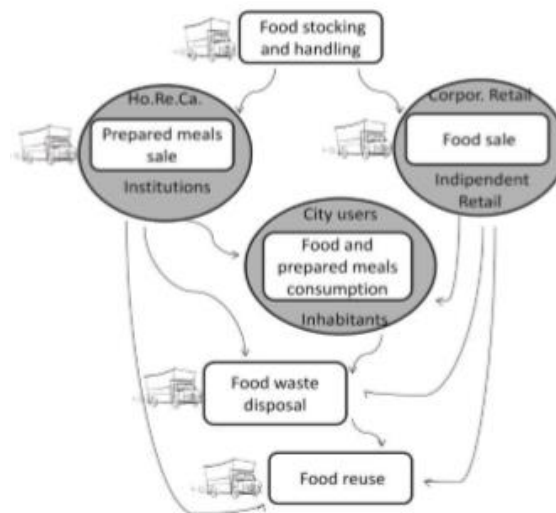 Food stocking
and handling
Ho.Re.Ca.
Prepared meals
sale
Institutions
Corpor. Retail
Food sale
Indipendent
Retail
City users
Food and
prepared meals
consumption
Inhabitants
Food waste
disposal
Food reuse